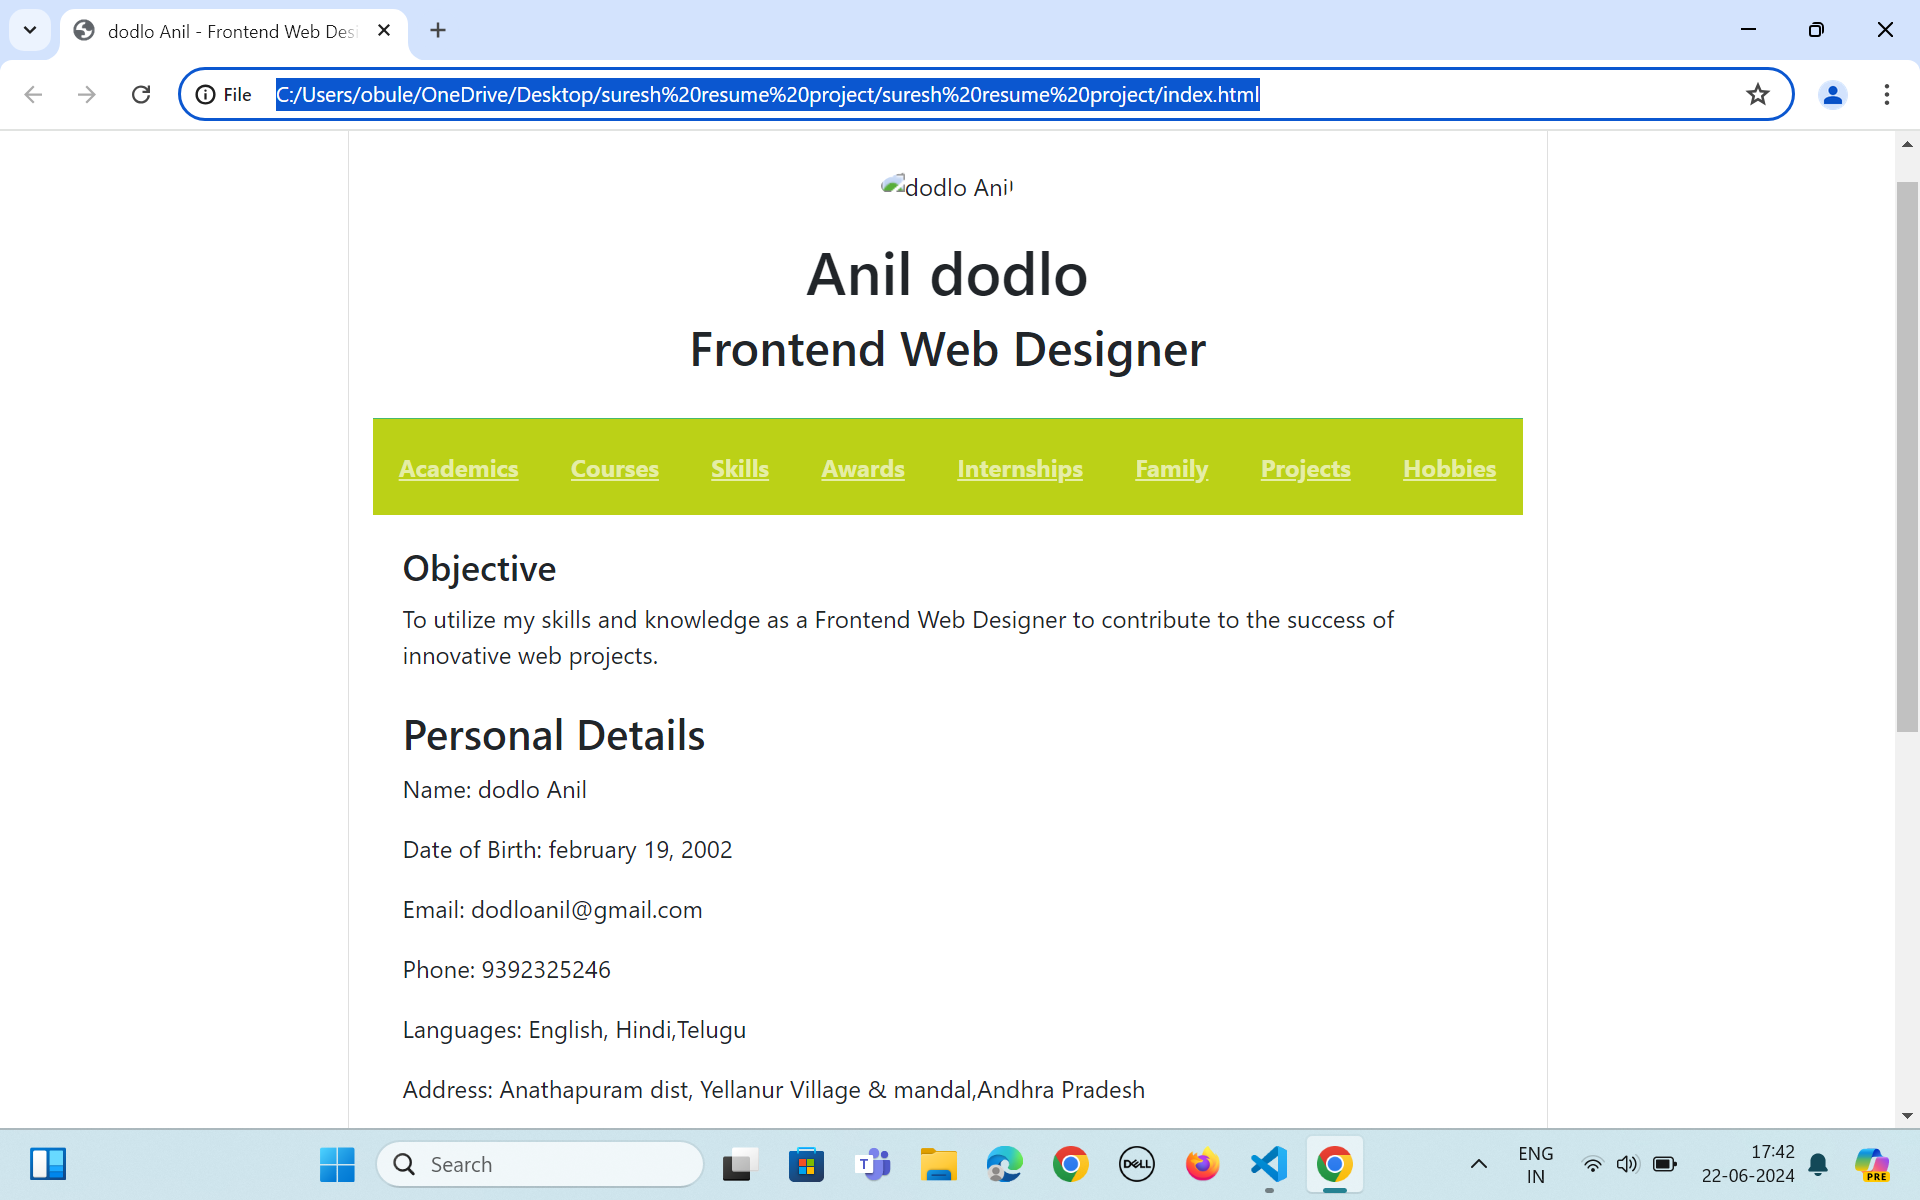 dodlo Anil - Frontend Web Desi
File
C:/Users/obule/OneDrive/Desktop/suresh%20resume%20project/suresh%20resume%20project/index.html
dodlo Anil
Anil dodlo
Frontend Web Designer
Academics Courses Skills Awards Internships Family Projects Hobbies
Objective
To utilize my skills and knowledge as a Frontend Web Designer to contribute to the success of
innovative web projects.
Personal Details
Name: dodlo Anil
Date of Birth: february 19, 2002
Email: dodloanil@gmail.com
Phone: 9392325246
Languages: English, Hindi,Telugu
Address: Anathapuram dist, Yellanur Village & mandal,Andhra Pradesh
Search
T
DELL
ENG
IN
17:42
22-06-2024
PRE